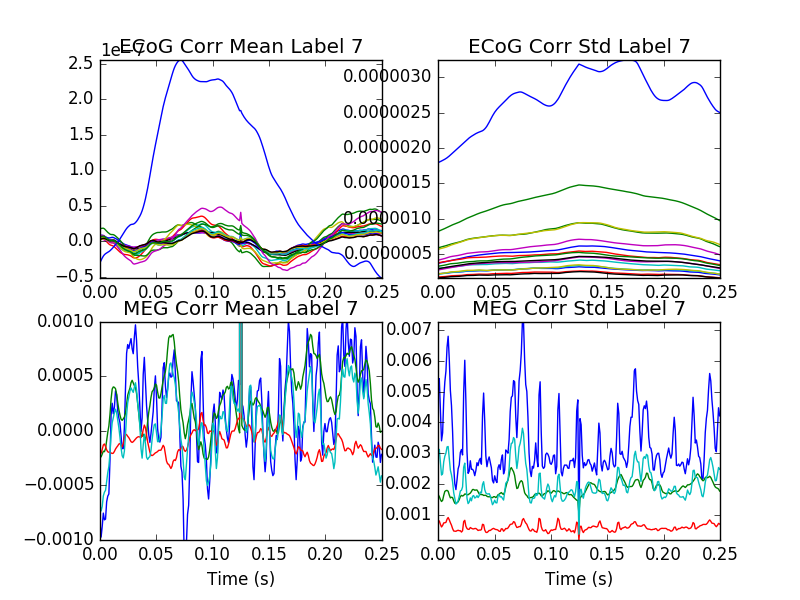 ECoG Corr Mean Label 7
1e−7
2.5
2.0
1.5
1.0
0.5
0.0
−0.5
0.00 0.05 0.10 0.15 0.20 0.25
ECoG Corr Std Label 7
0.0000030
0.0000025
0.0000020
0.0000015
0.0000010
0.0000005
0.00 0.05 0.10 0.15 0.20 0.25
MEG Corr Mean Label 7
0.0010
0.0005
0.0000
−0.0005
−0.0010
0.00 0.05 0.10 0.15 0.20 0.25
Time (s)
MEG Corr Std Label 7
0.007
0.006
0.005
0.004
0.003
0.002
0.001
0.00 0.05 0.10 0.15 0.20 0.25
Time (s)